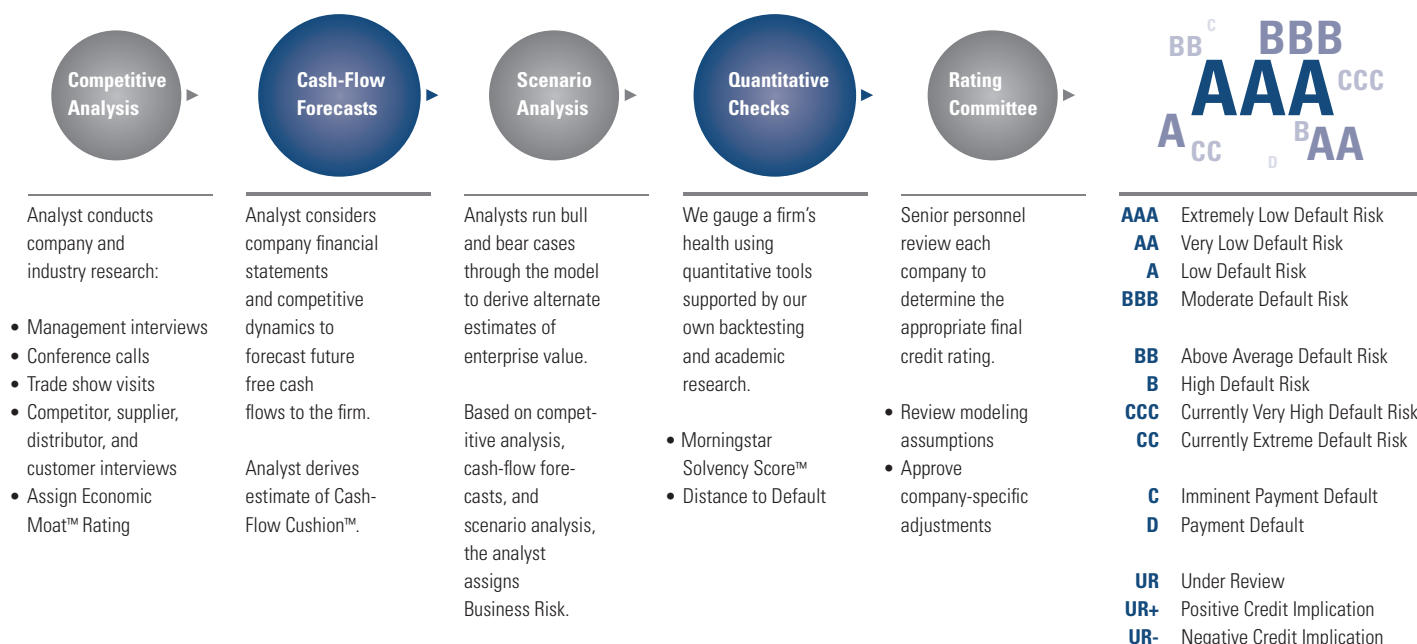 Competitive
Analysis
Cash-Flow
Forecasts
Scenario
Analysis
Quantitative
Checks
Rating
Committee
C
BB
BBB
AAA
CCC
A
CC
B
AA
D
Analyst conducts
company and
industry research:
• Management interviews
• Conference calls
• Trade show visits
• Competitor, supplier,
distributor, and
customer interviews
• Assign Economic
Moat™ Rating
Analyst considers
company financial
statements
and competitive
dynamics to
forecast future
free cash
flows to the firm.
Analyst derives
estimate of Cash-
Flow Cushion™.
Analysts run bull
and bear cases
through the model
to derive alternate
estimates of
enterprise value.
Based on compet-
itive analysis,
cash-flow fore-
casts, and
scenario analysis,
the analyst
assigns
Business Risk.
We gauge a firm's
health using
quantitative tools
supported by our
own backtesting
and academic
research.
• Morningstar
Solvency Score™
• Distance to Default
Senior personnel
review each
company to
determine the
appropriate final
credit rating.
• Review modeling
assumptions
• Approve
company-specific
adjustments
AAA Extremely Low Default Risk
AA Very Low Default Risk
A Low Default Risk
BBB Moderate Default Risk
BB Above Average Default Risk
B High Default Risk
CCC Currently Very High Default Risk
CC Currently Extreme Default Risk
C Imminent Payment Default
D Payment Default
UR Under Review
UR+ Positive Credit Implication
UR- Negative Credit Implication